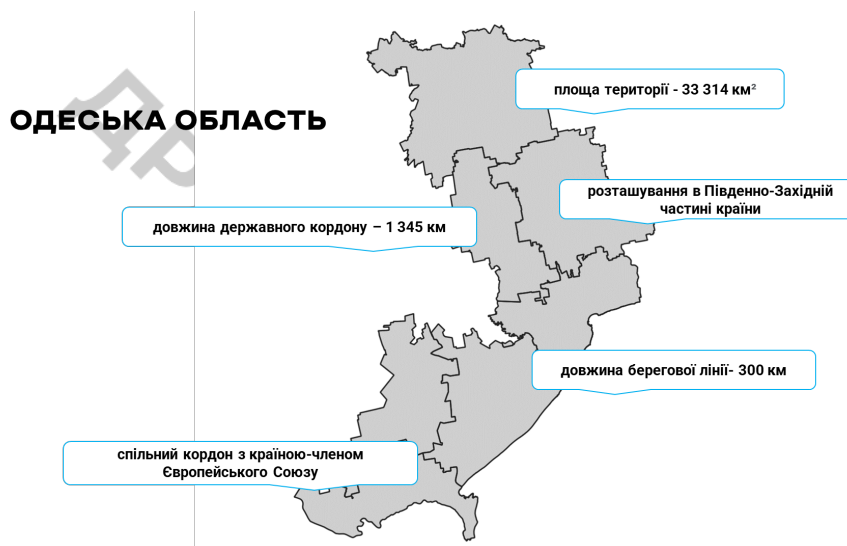 ДР
ОДЕСЬКА ОБЛАСТЬ
площа території - 33 314 км²
розташування в Південно-Західній
частині країни
довжина державного кордону – 1 345 км
довжина берегової лінії- 300 км
спільний кордон з країною-членом
Європейського Союзу